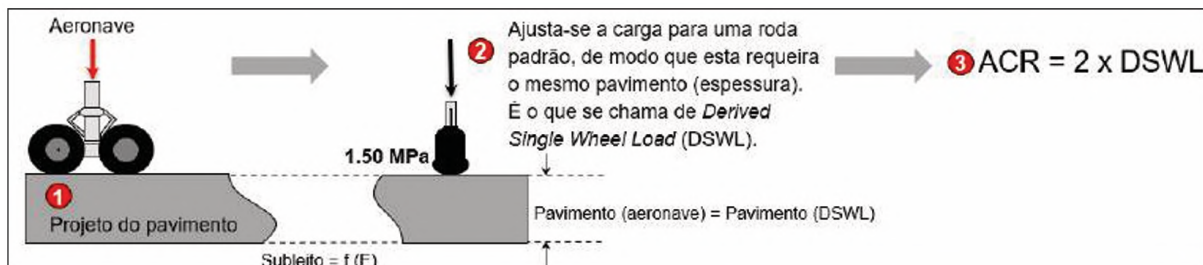 Aeronave
1
Projeto do pavimento
Subleito = f (E)
1.50 MPa
2
Ajusta-se a carga para uma roda
padrão, de modo que esta requeira
o mesmo pavimento (espessura).
É o que se chama de Derived
Single Wheel Load (DSWL).
Pavimento (aeronave) = Pavimento (DSWL)
3 ACR = 2 x DSWL